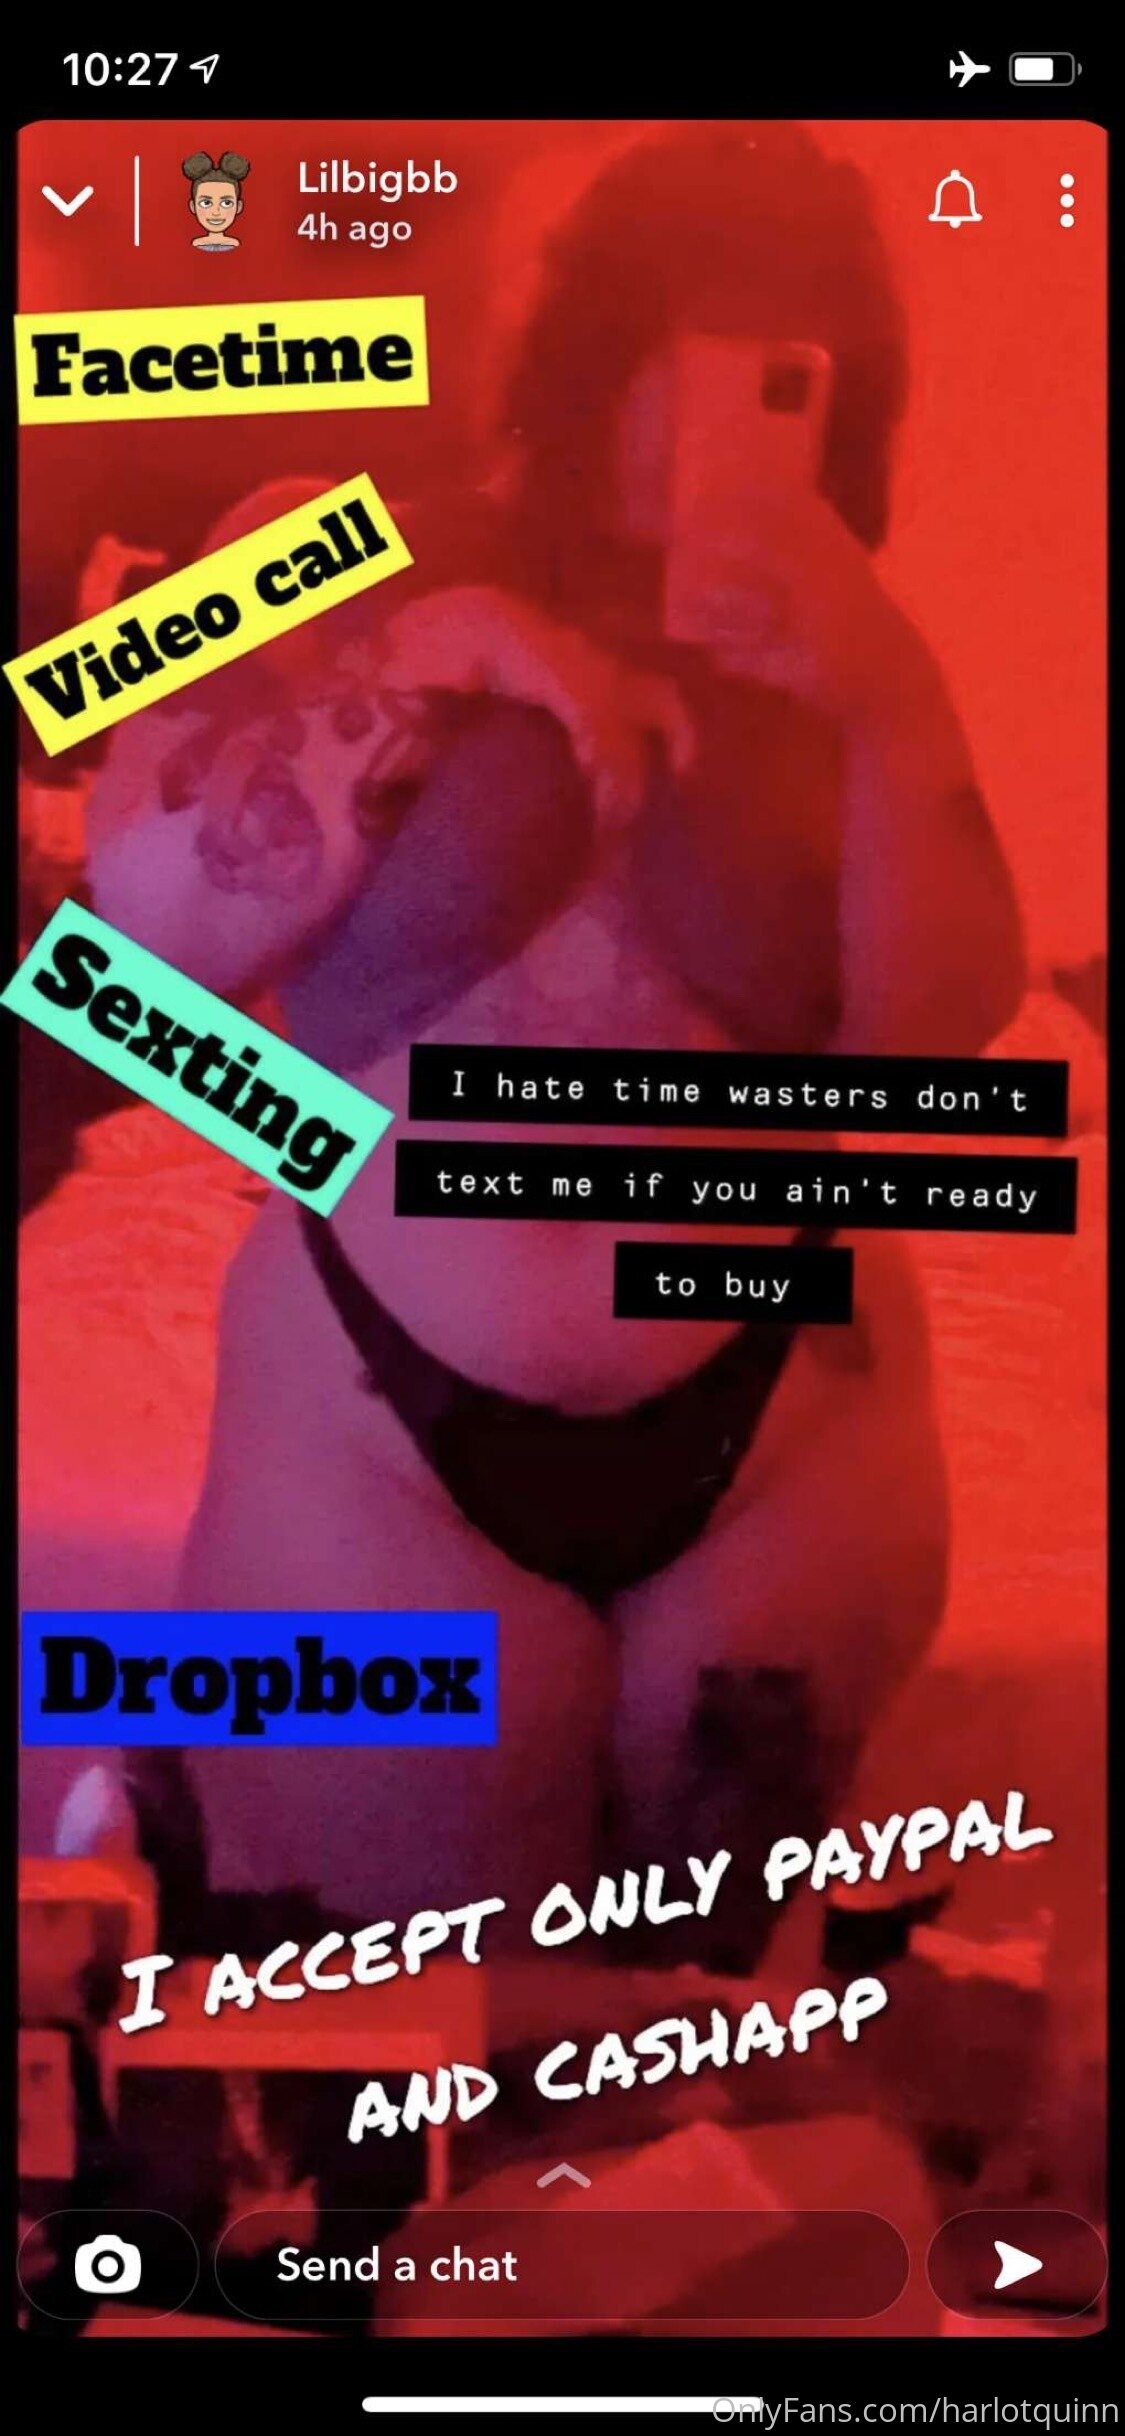 10:27
Lilbigbb
4h ago
Facetime
Video call
Sexting
I hate time wasters don't
text me if you ain't ready
to buy
Dropbox
I ACCEPT ONLY PAYPAL
AND CASHAPP
Send a chat
OnlyFans.com/harlotquinn